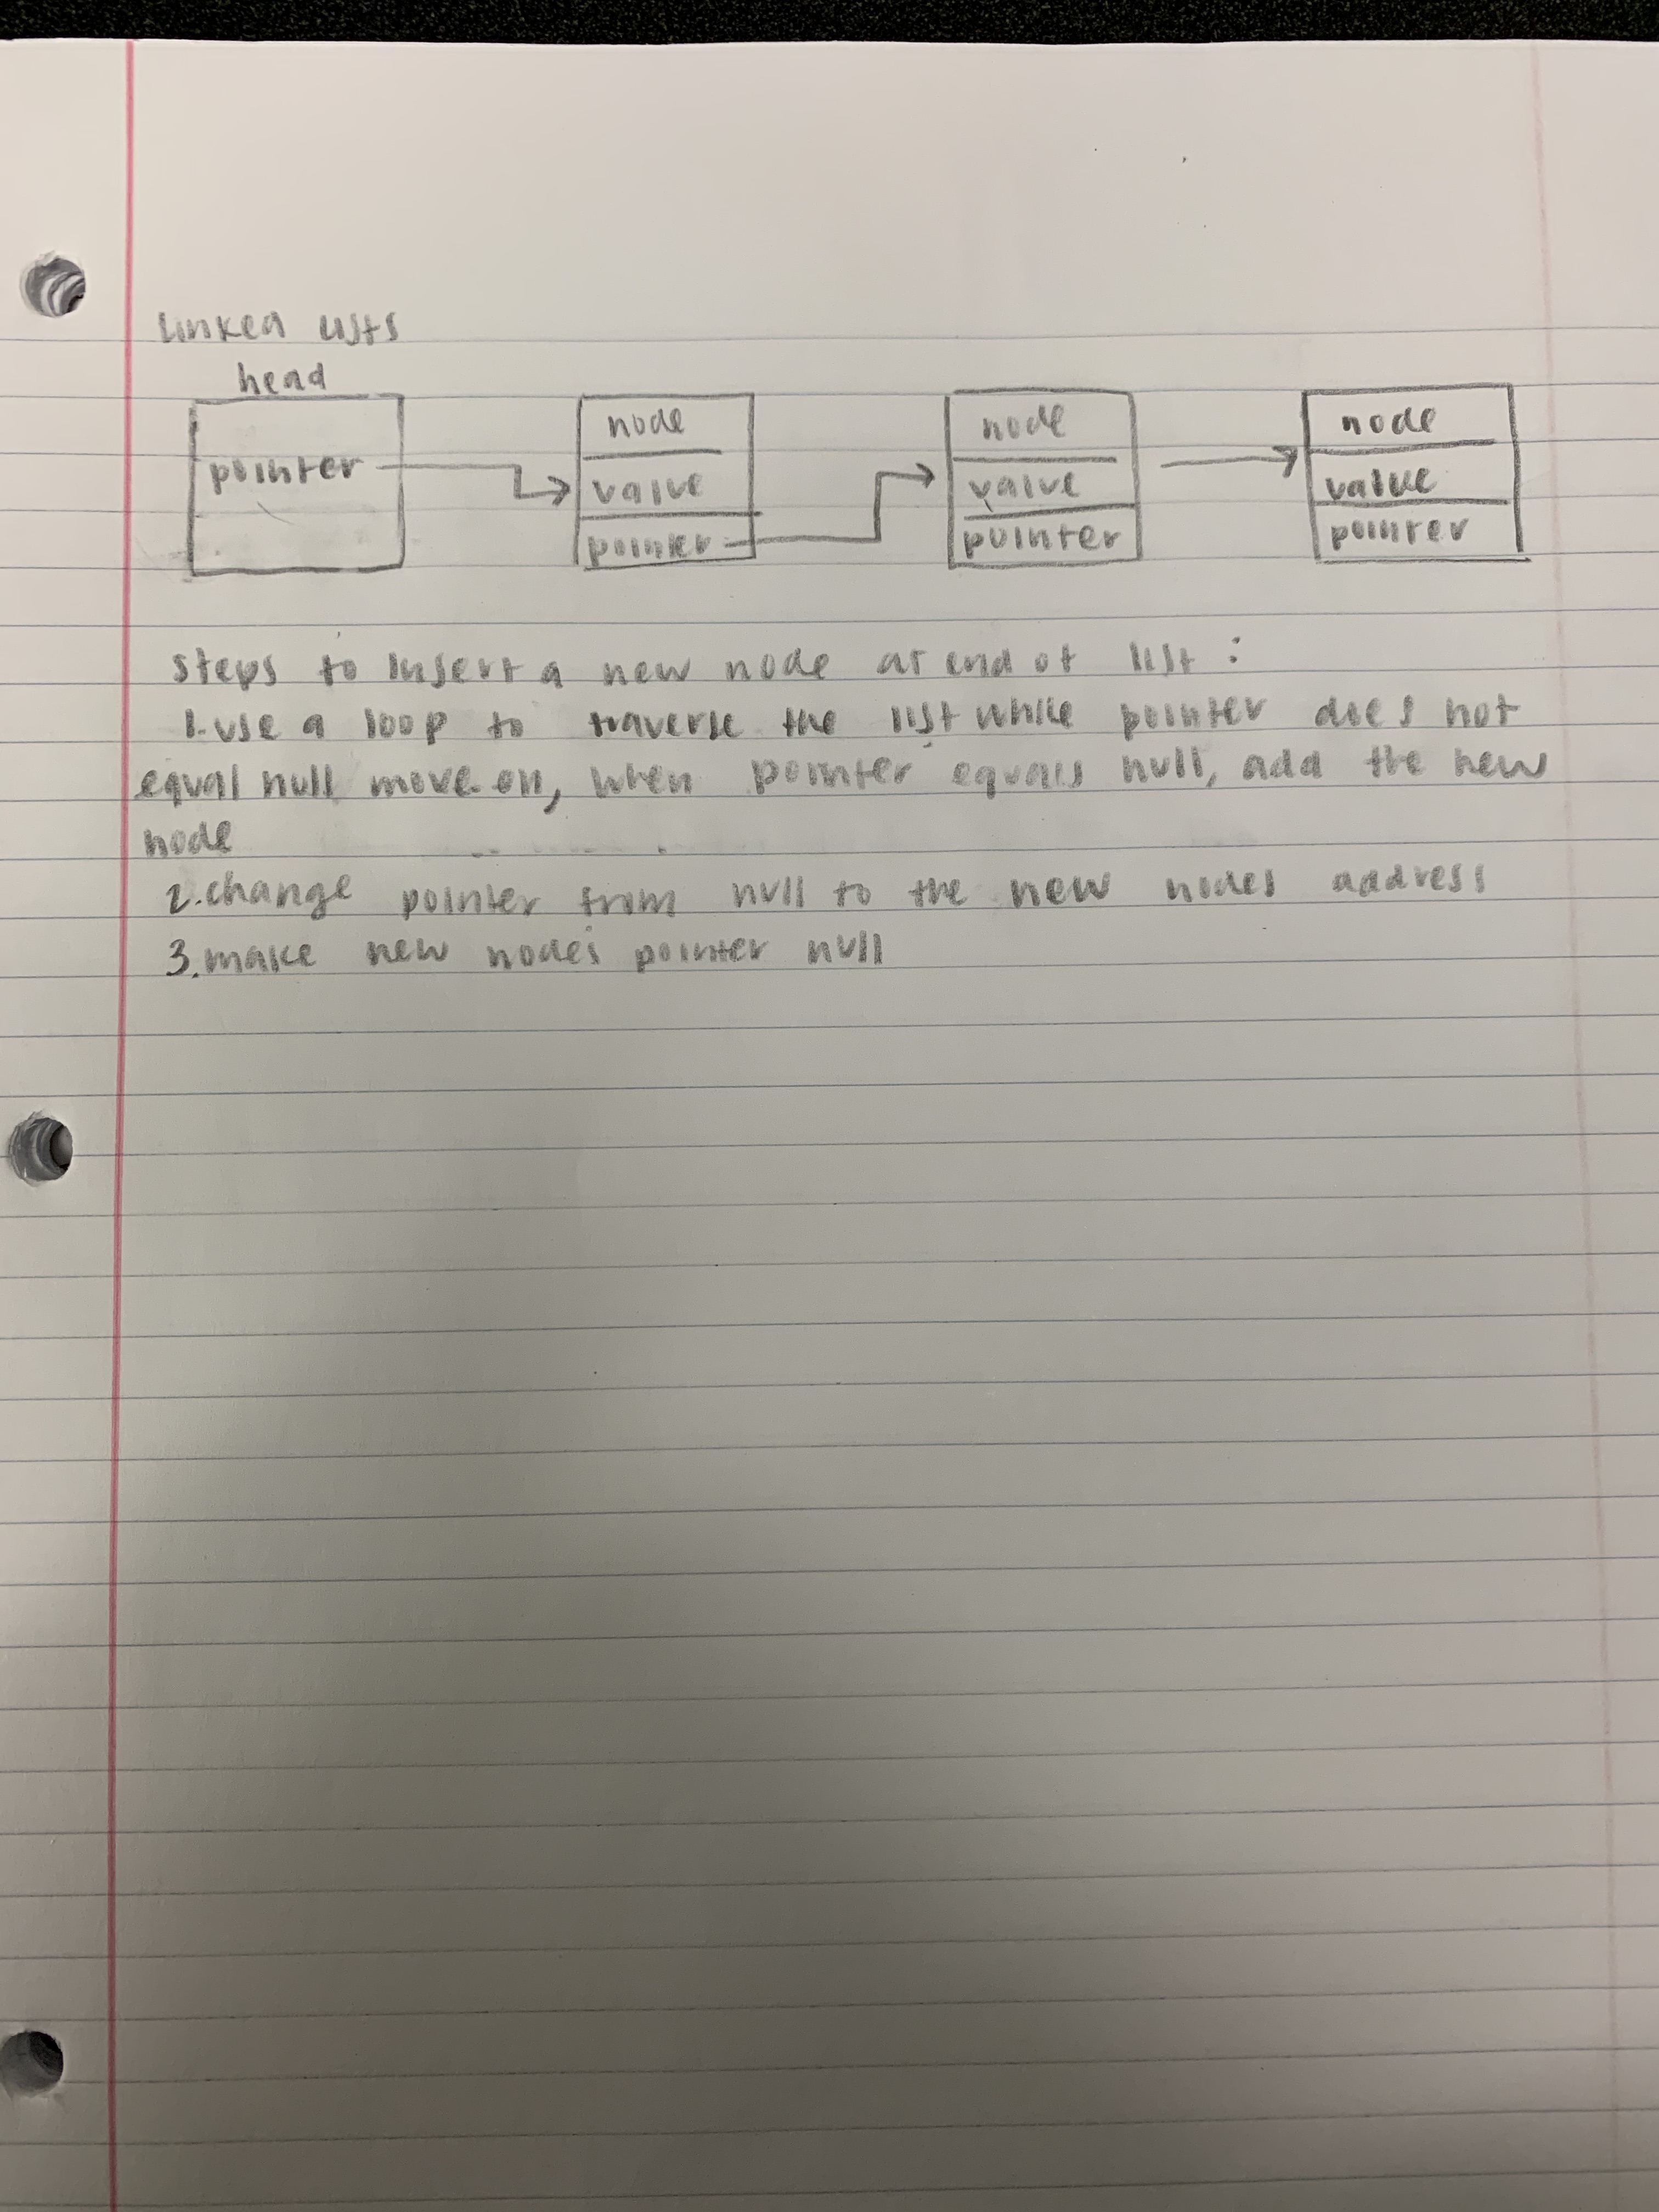 linked lists
head
pointer
node
value
pointer
node
value
pointer
node
value
pointer
steps to insert a new node at end of list:
1. use a loop to traverse the list while pointer does not
equal null move on, when pointer equals null, add the new
node
2. change pointer from null to the new nodes address
3. make new nodes pointer null